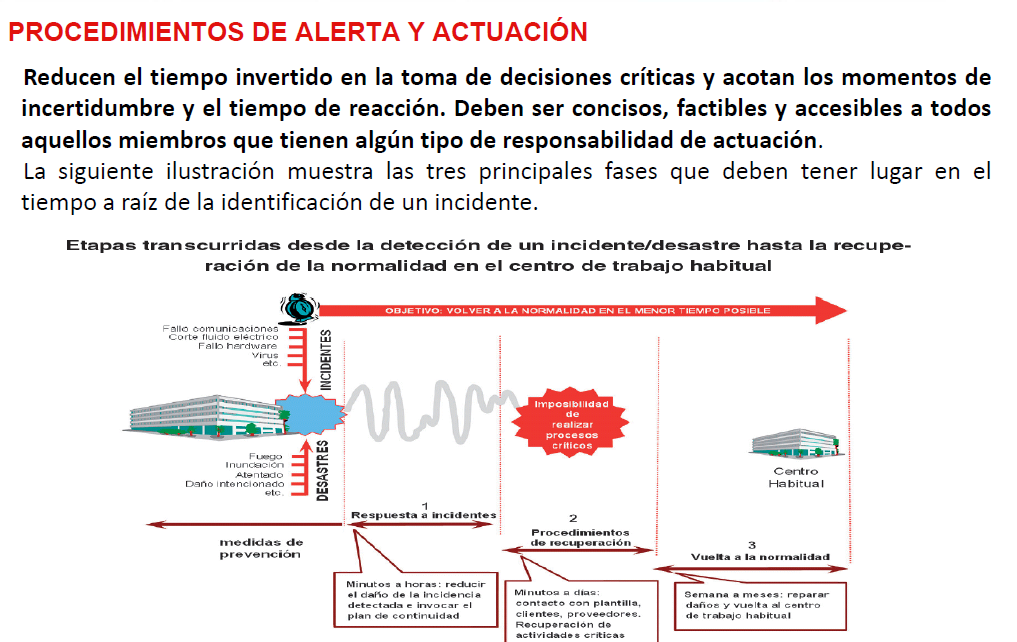 PROCEDIMIENTOS DE ALERTA Y ACTUACIÓN
Reducen el tiempo invertido en la toma de decisiones críticas y acotan los momentos de
incertidumbre y el tiempo de reacción. Deben ser concisos, factibles y accesibles a todos
aquellos miembros que tienen algún tipo de responsabilidad de actuación.
La siguiente ilustración muestra las tres principales fases que deben tener lugar en el
tiempo a raíz de la identificación de un incidente.
Etapas transcurridas desde la detección de un incidente/desastre hasta la recupe-
ración de la normalidad en el centro de trabajo habitual
OBJETIVO: VOLVER A LA NORMALIDAD EN EL MENOR TIEMPO POSIBLE
Fallo comunicaciones
Corte fluido eléctrico
Fallo hardware
Virus
etc.
INCIDENTES
Imposibilidad
de
realizar
procesos
críticos
Fuego
Inundación
Atentado
Daño intencionado
etc.
DESASTRES
Centro
Habitual
medidas de
prevención
1
Respuesta a incidentes
2
Procedimientos
de recuperación
3
Vuelta a la normalidad
Minutos a horas: reducir
el daño de la incidencia
detectada e invocar el
plan de continuidad
Minutos a días:
contacto con plantilla,
clientes, proveedores.
Recuperación de
actividades críticas
Semana a meses: reparar
daños y vuelta al centro
de trabajo habitual